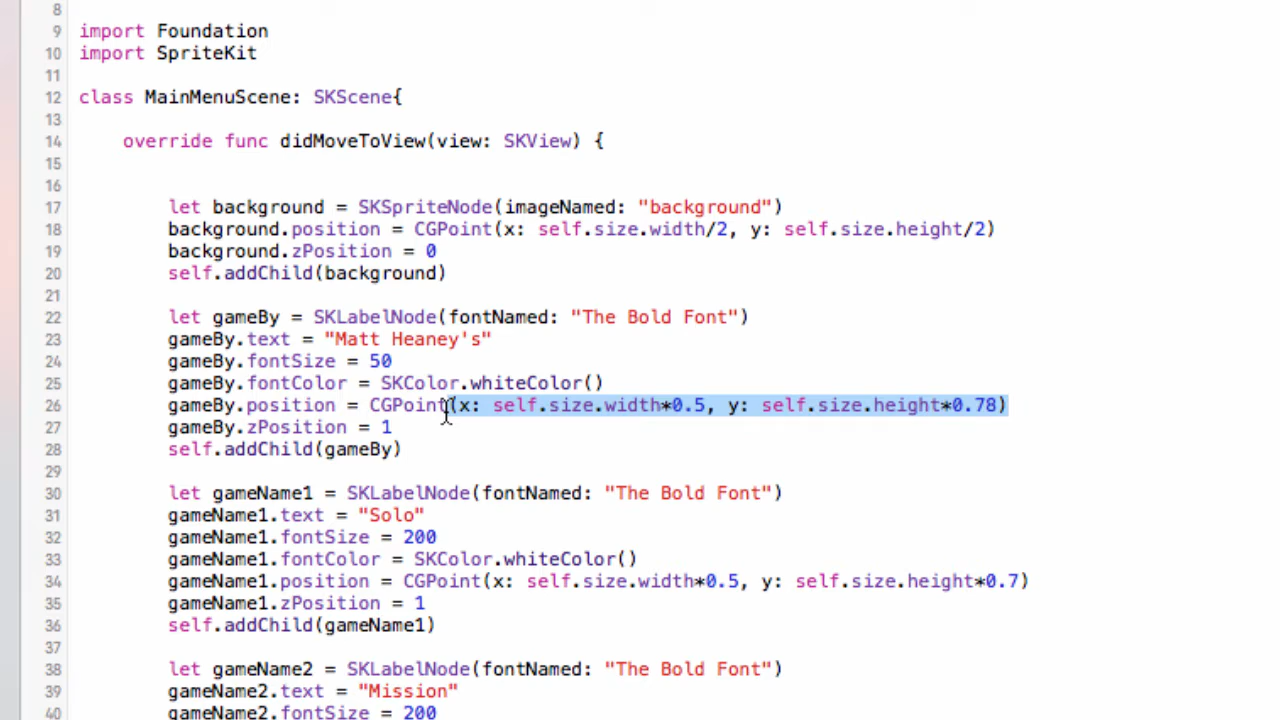 8
9 import Foundation
10 import SpriteKit
11
12 class MainMenuScene: SKScene{
13
14 override func didMoveToView(view: SKView) {
15
16
17 let background = SKSpriteNode(imageNamed: "background")
18 background.position = CGPoint(x: self.size.width/2, y: self.size.height/2)
19 background.zPosition = 0
20 self.addChild(background)
21
22 let gameBy = SKLabelNode(fontNamed: "The Bold Font")
23 gameBy.text = "Matt Heaney's"
24 gameBy.fontSize = 50
25 gameBy.fontColor = SKColor.whiteColor()
26 gameBy.position = CGPoint(x: self.size.width*0.5, y: self.size.height*0.78)
27 gameBy.zPosition = 1
28 self.addChild(gameBy)
29
30 let gameName1 = SKLabelNode(fontNamed: "The Bold Font")
31 gameName1.text = "Solo"
32 gameName1.fontSize = 200
33 gameName1.fontColor = SKColor.whiteColor()
34 gameName1.position = CGPoint(x: self.size.width*0.5, y: self.size.height*0.7)
35 gameName1.zPosition = 1
36 self.addChild(gameName1)
37
38 let gameName2 = SKLabelNode(fontNamed: "The Bold Font")
39 gameName2.text = "Mission"
40 gameName2.fontSize = 200